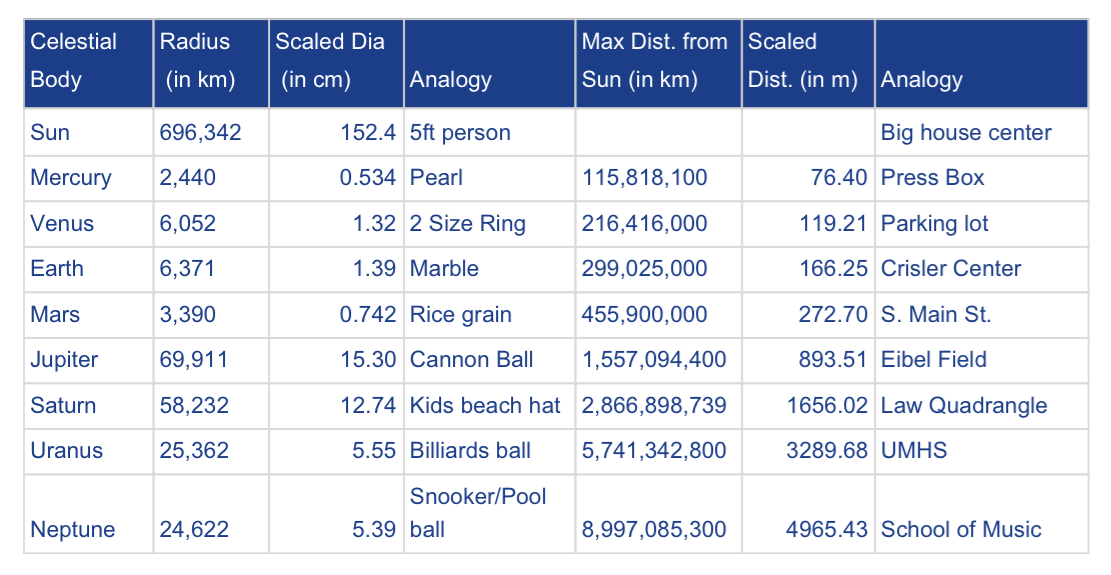 Celestial Body | Radius (in km) | Scaled Dia (in cm) | Analogy | Max Dist. from Sun (in km) | Scaled Dist. (in m) | Analogy
Sun | 696,342 | 152.4 | 5ft person | | | Big house center
Mercury | 2,440 | 0.534 | Pearl | 115,818,100 | 76.40 | Press Box
Venus | 6,052 | 1.32 | 2 Size Ring | 216,416,000 | 119.21 | Parking lot
Earth | 6,371 | 1.39 | Marble | 299,025,000 | 166.25 | Crisler Center
Mars | 3,390 | 0.742 | Rice grain | 455,900,000 | 272.70 | S. Main St.
Jupiter | 69,911 | 15.30 | Cannon Ball | 1,557,094,400 | 893.51 | Eibel Field
Saturn | 58,232 | 12.74 | Kids beach hat | 2,866,898,739 | 1656.02 | Law Quadrangle
Uranus | 25,362 | 5.55 | Billiards ball | 5,741,342,800 | 3289.68 | UMHS
Neptune | 24,622 | 5.39 | Snooker/Pool ball | 8,997,085,300 | 4965.43 | School of Music